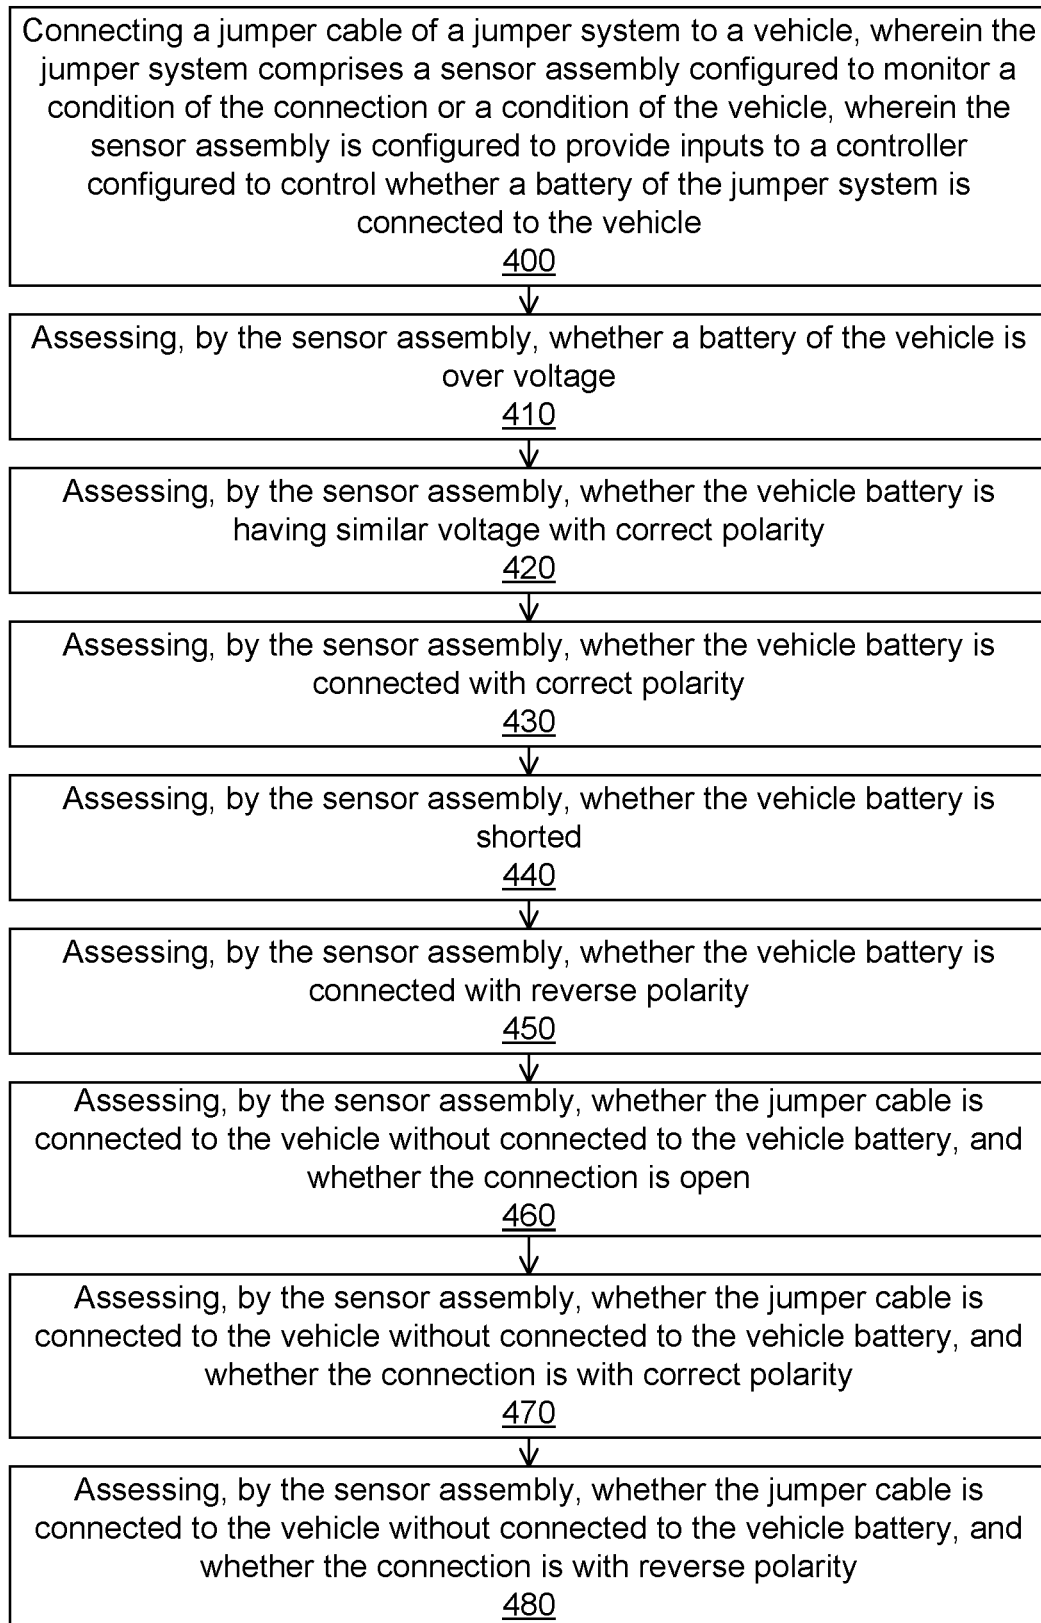 Connecting a jumper cable of a jumper system to a vehicle, wherein the
jumper system comprises a sensor assembly configured to monitor a
condition of the connection or a condition of the vehicle, wherein the
sensor assembly is configured to provide inputs to a controller
configured to control whether a battery of the jumper system is
connected to the vehicle
400
Assessing, by the sensor assembly, whether a battery of the vehicle is
over voltage
410
Assessing, by the sensor assembly, whether the vehicle battery is
having similar voltage with correct polarity
420
Assessing, by the sensor assembly, whether the vehicle battery is
connected with correct polarity
430
Assessing, by the sensor assembly, whether the vehicle battery is
shorted
440
Assessing, by the sensor assembly, whether the vehicle battery is
connected with reverse polarity
450
Assessing, by the sensor assembly, whether the jumper cable is
connected to the vehicle without connected to the vehicle battery, and
whether the connection is open
460
Assessing, by the sensor assembly, whether the jumper cable is
connected to the vehicle without connected to the vehicle battery, and
whether the connection is with correct polarity
470
Assessing, by the sensor assembly, whether the jumper cable is
connected to the vehicle without connected to the vehicle battery, and
whether the connection is with reverse polarity
480